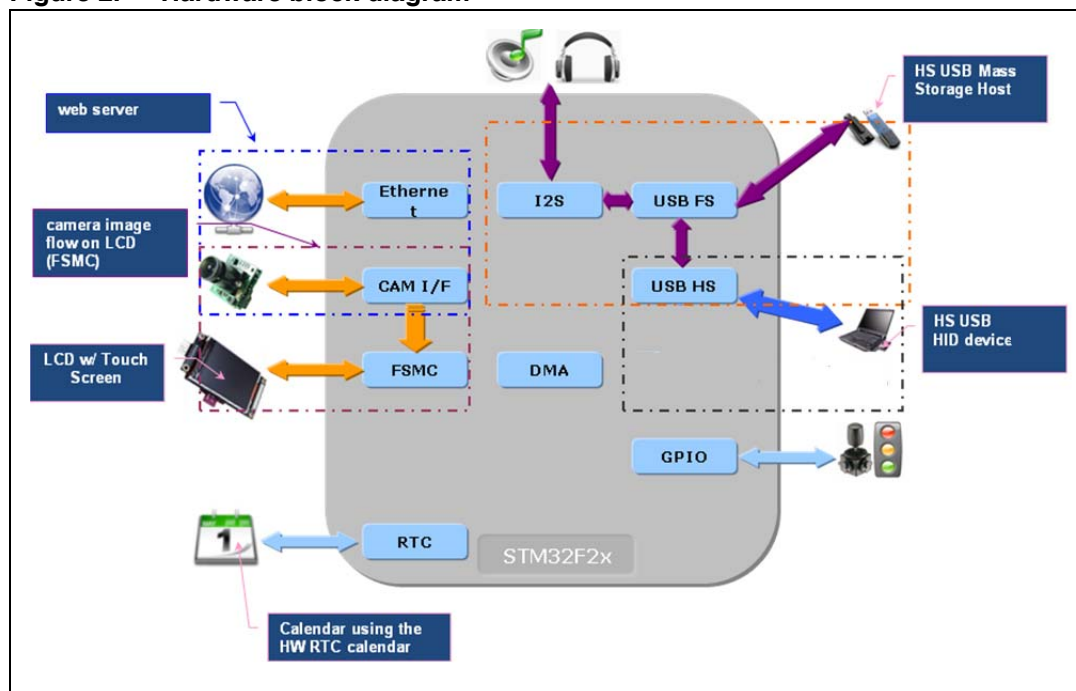 Figure 2. Hardware block diagram
web server
HS USB Mass
Storage Host
Etherne
t
I2S
USB FS
camera image
flow on LCD
(FSMC)
CAM I/F
USB HS
HS USB
HID device
LCD w/ Touch
Screen
FSMC
DMA
GPIO
1
RTC
STM32F2x
Calendar using the
HW RTC calendar